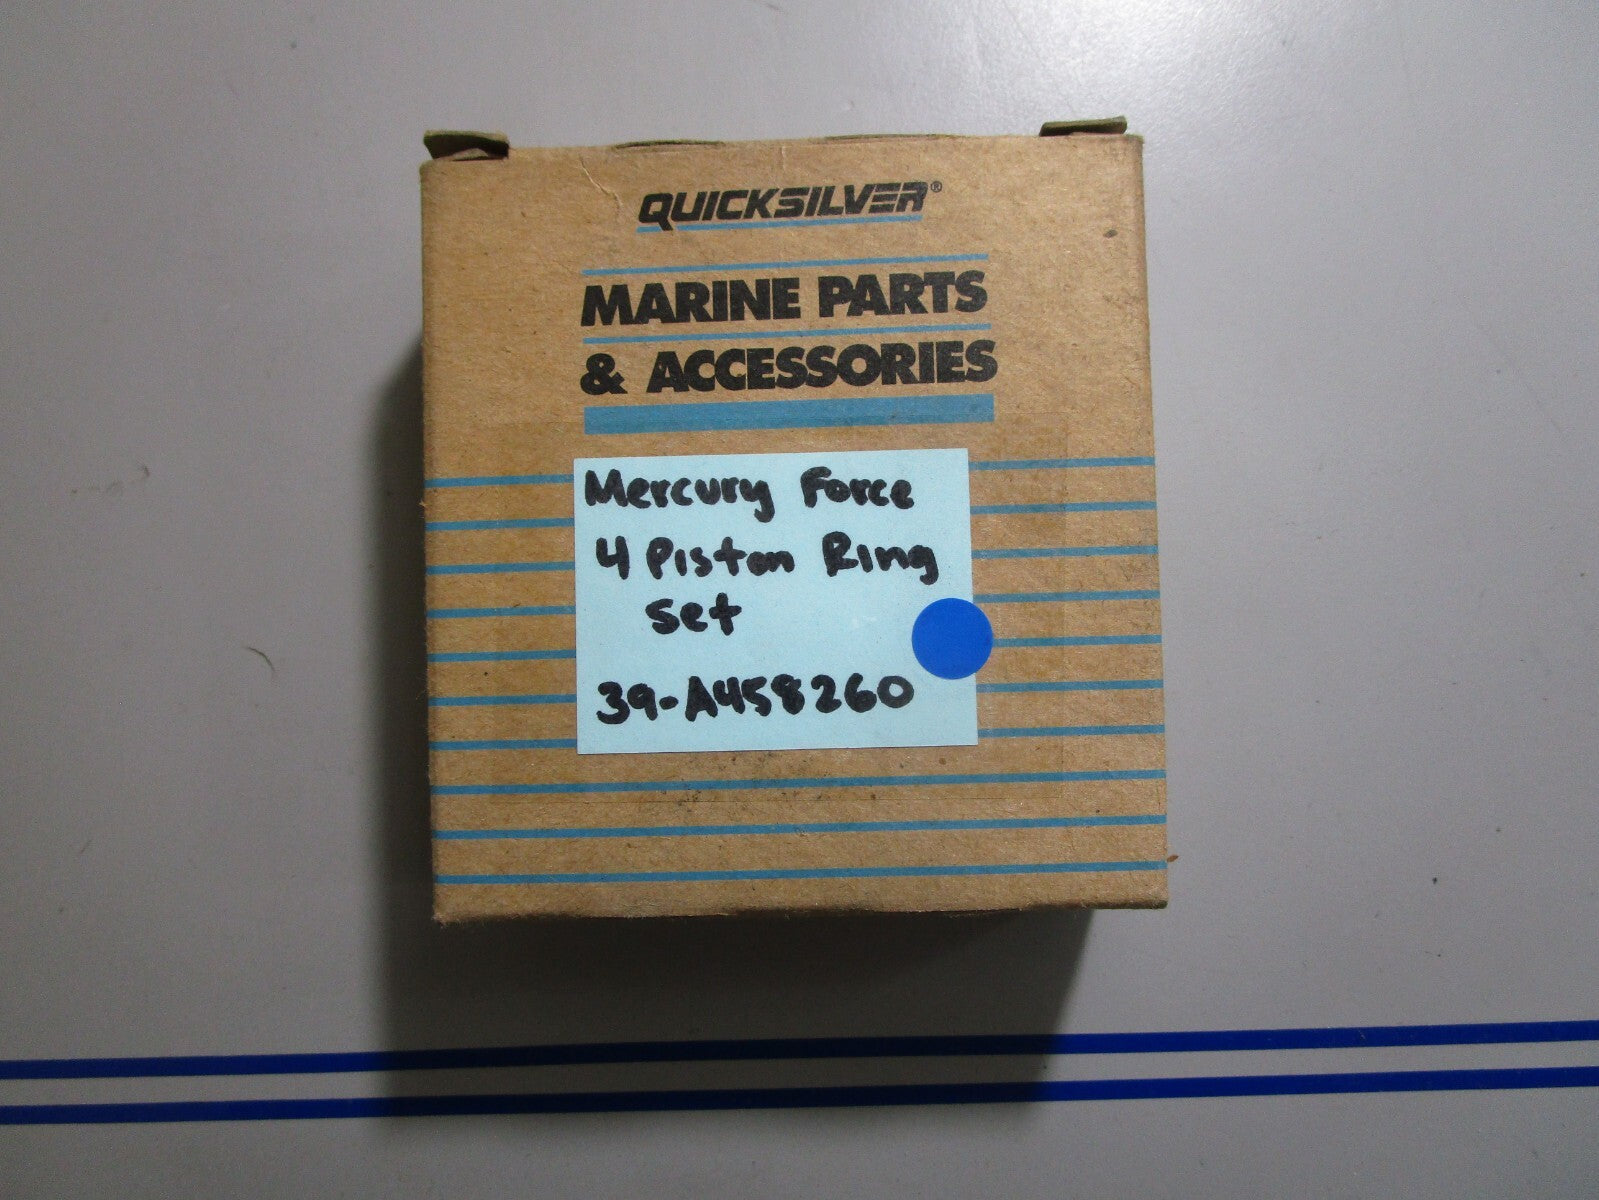 QUICKSILVER®
MARINE PARTS
& ACCESSORIES
Mercury Force
4 Piston Ring
set
39-A458260